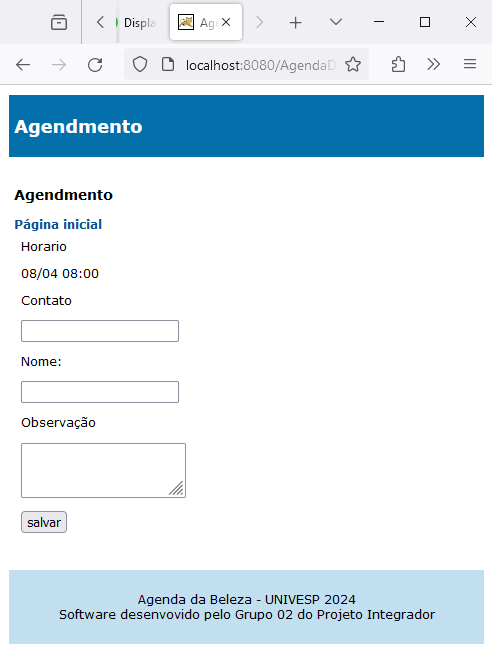 Displa
Age
localhost:8080/AgendaD
Agendmento
Agendmento
Página inicial
Horario
08/04 08:00
Contato
Nome:
Observação
salvar
Agenda da Beleza - UNIVESP 2024
Software desenvovido pelo Grupo 02 do Projeto Integrador